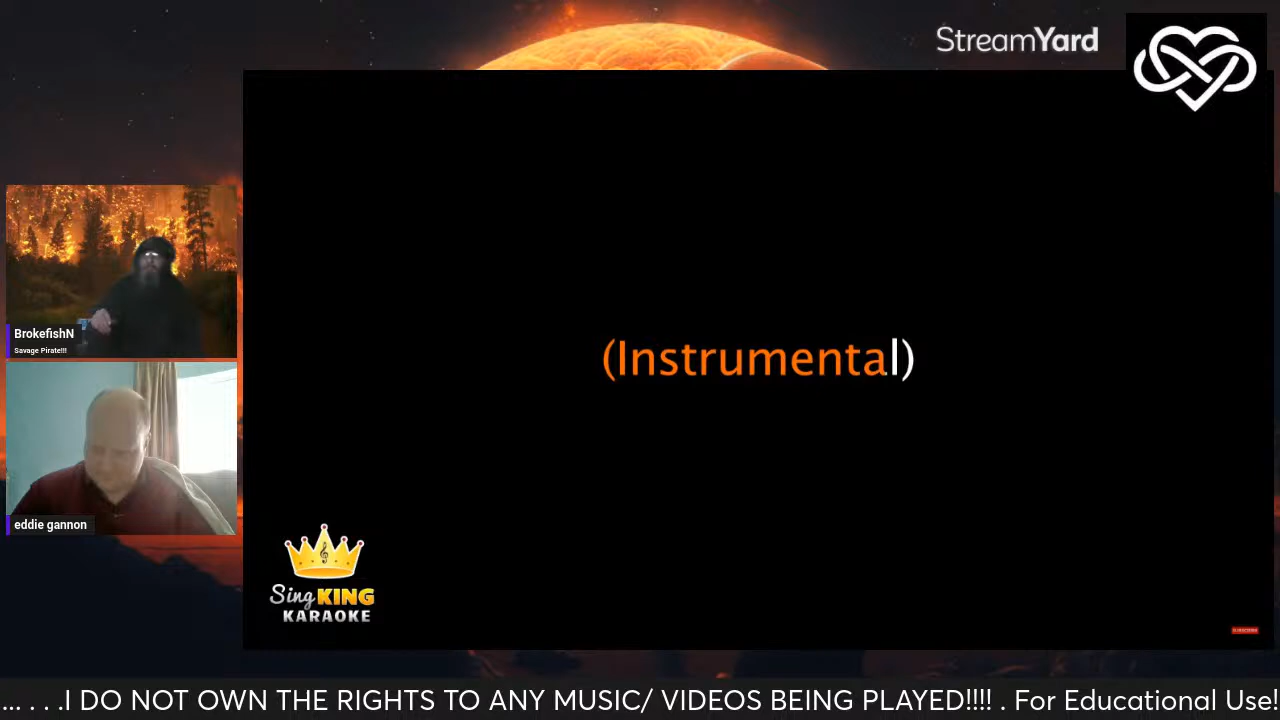 StreamYard
BrokefishN
Savage Pirate!!!
(Instrumental)
eddie gannon
Sing KING
KARAOKE
SUBSCRIBE
... . . .I DO NOT OWN THE RIGHTS TO ANY MUSIC/ VIDEOS BEING PLAYED!!!! . For Educational Use!